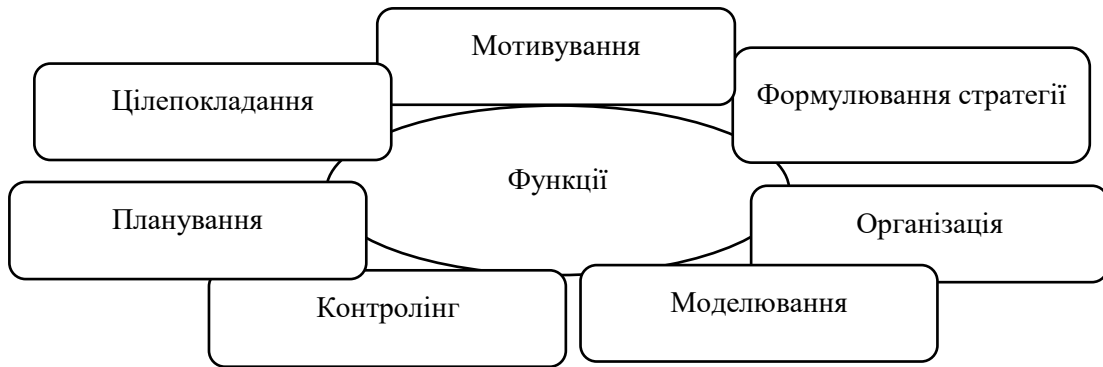 Мотивування
Формулювання стратегії
Цілепокладання
Функції
Планування
Організація
Контролінг
Моделювання